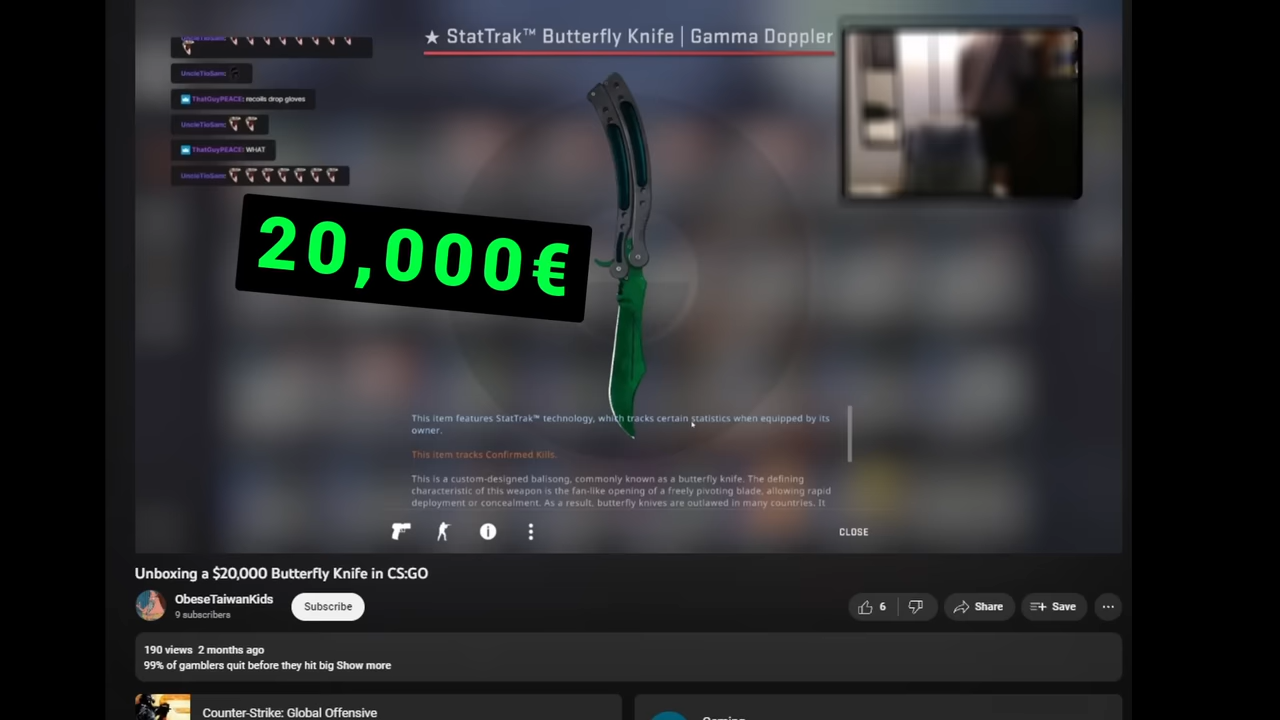 ★ StatTrak™ Butterfly Knife | Gamma Doppler
UncleTioSam:
UncleTioSam:
ThatGuyPEACE: recoils drop gloves
UncleTioSam:
ThatGuyPEACE: WHAT
UncleTioSam:
20,000€
This item features StatTrak™ technology, which tracks certain statistics when equipped by its
owner.
This item tracks Confirmed Kills.
This is a custom-designed balisong, commonly known as a butterfly knife. The defining
characteristic of this weapon is the fan-like opening of a freely pivoting blade, allowing rapid
deployment or concealment. As a result, butterfly knives are outlawed in many countries. It
CLOSE
Unboxing a $20,000 Butterfly Knife in CS:GO
ObeseTaiwanKids
9 subscribers
Subscribe
6
Share
Save
190 views 2 months ago
99% of gamblers quit before they hit big Show more
Counter-Strike: Global Offensive